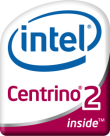 intel
Centrino 2
inside™